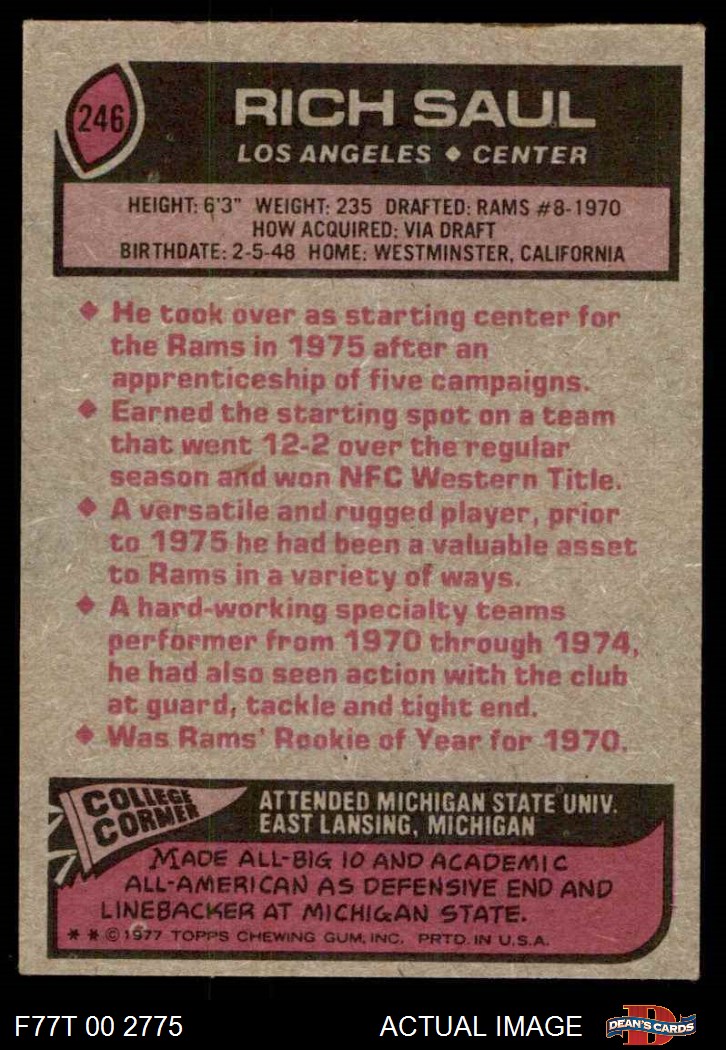 246
RICH SAUL
LOS ANGELES ◆ CENTER
HEIGHT: 6'3" WEIGHT: 235 DRAFTED: RAMS #8-1970
HOW ACQUIRED: VIA DRAFT
BIRTHDATE: 2-5-48 HOME: WESTMINSTER, CALIFORNIA
◆ He took over as starting center for
the Rams in 1975 after an
apprenticeship of five campaigns.
◆ Earned the starting spot on a team
that went 12-2 over the regular
season and won NFC Western Title.
◆ A versatile and rugged player, prior
to 1975 he had been a valuable asset
to Rams in a variety of ways.
◆ A hard-working specialty teams
performer from 1970 through 1974,
he had also seen action with the club
at guard, tackle and tight end.
◆ Was Rams' Rookie of Year for 1970.
COLLEGE
CORNER
ATTENDED MICHIGAN STATE UNIV.
EAST LANSING, MICHIGAN
MADE ALL-BIG 10 AND ACADEMIC
ALL-AMERICAN AS DEFENSIVE END AND
LINEBACKER AT MICHIGAN STATE.
* * © 1977 TOPPS CHEWING GUM, INC. PRTD. IN U.S.A.
F77T 00 2775
ACTUAL IMAGE
D
DEAN'S CARDS